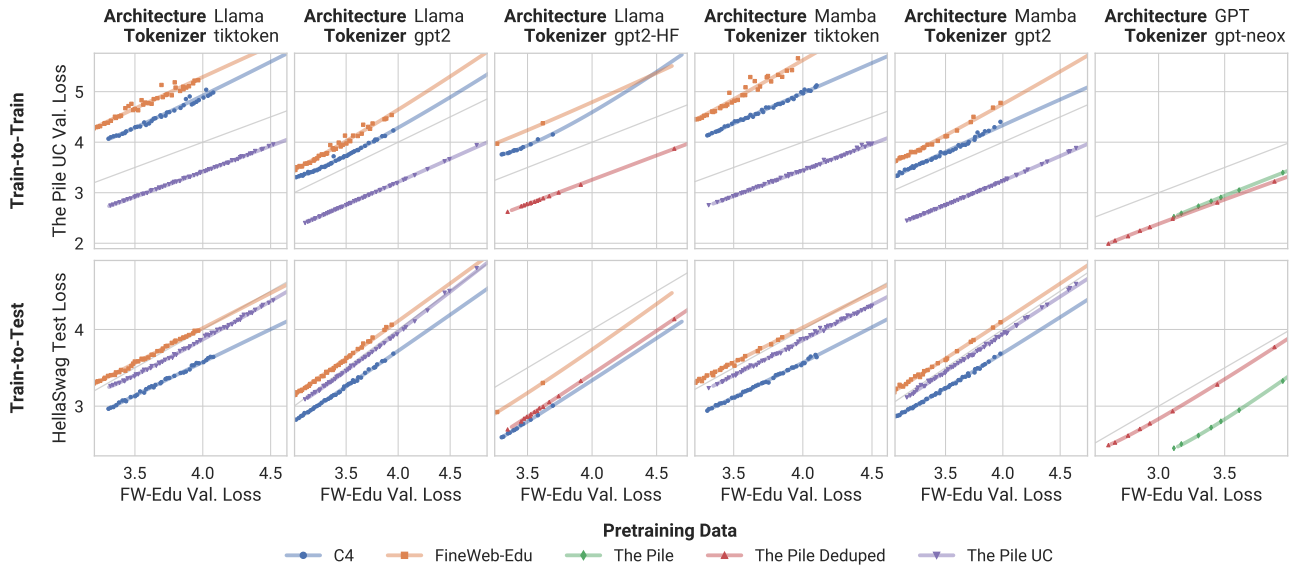 Architecture Llama
Tokenizer tiktoken
Architecture Llama
Tokenizer gpt2
Architecture Llama
Tokenizer gpt2-HF
Architecture Mamba
Tokenizer tiktoken
Architecture Mamba
Tokenizer gpt2
Architecture GPT
Tokenizer gpt-neox
Train-to-Train
The Pile UC Val. Loss
5
4
3
2
Train-to-Test
HellaSwag Test Loss
4
3
3.5 4.0 4.5
3.5 4.0 4.5
3.5 4.0 4.5
3.5 4.0 4.5
3.5 4.0 4.5
3.0 3.5
FW-Edu Val. Loss
FW-Edu Val. Loss
FW-Edu Val. Loss
FW-Edu Val. Loss
FW-Edu Val. Loss
FW-Edu Val. Loss
Pretraining Data
C4 FineWeb-Edu The Pile The Pile Deduped The Pile UC